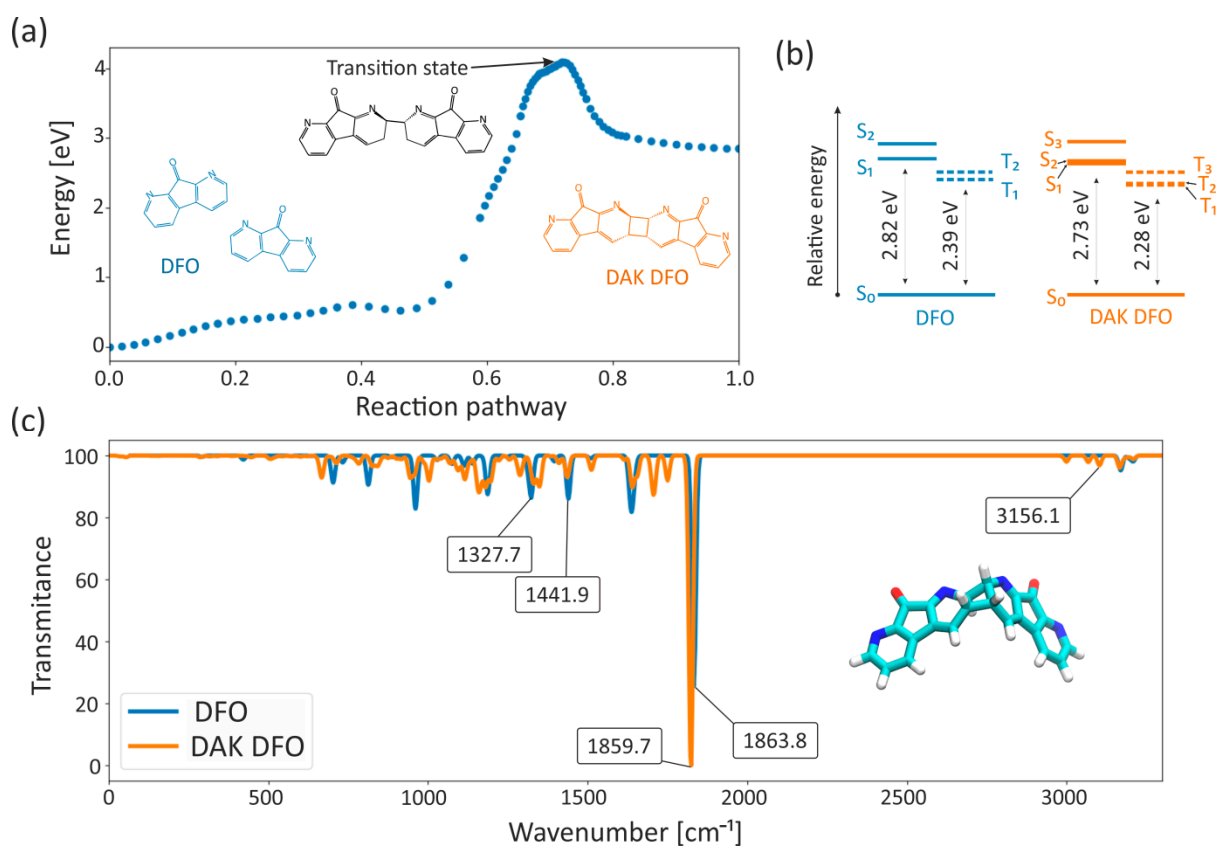 (a)
Energy [eV]
4
3
2
1
0
Transition state
O
N
N
N
O
N
O
N
N
O
N
N
DFO
O
N
N
O
N
N
DAK DFO
0.0
0.2
0.4
0.6
0.8
1.0
Reaction pathway
(b)
Relative energy
S2
S1
T2
T1
2.82 eV
2.39 eV
S0
DFO
S3
S2
S1
T3
T2
T1
2.73 eV
2.28 eV
S0
DAK DFO
(c)
Transmitance
100
80
60
40
20
0
1327.7
1441.9
3156.1
1859.7
1863.8
DFO
DAK DFO
0
500
1000
1500
2000
2500
3000
Wavenumber [cm⁻¹]